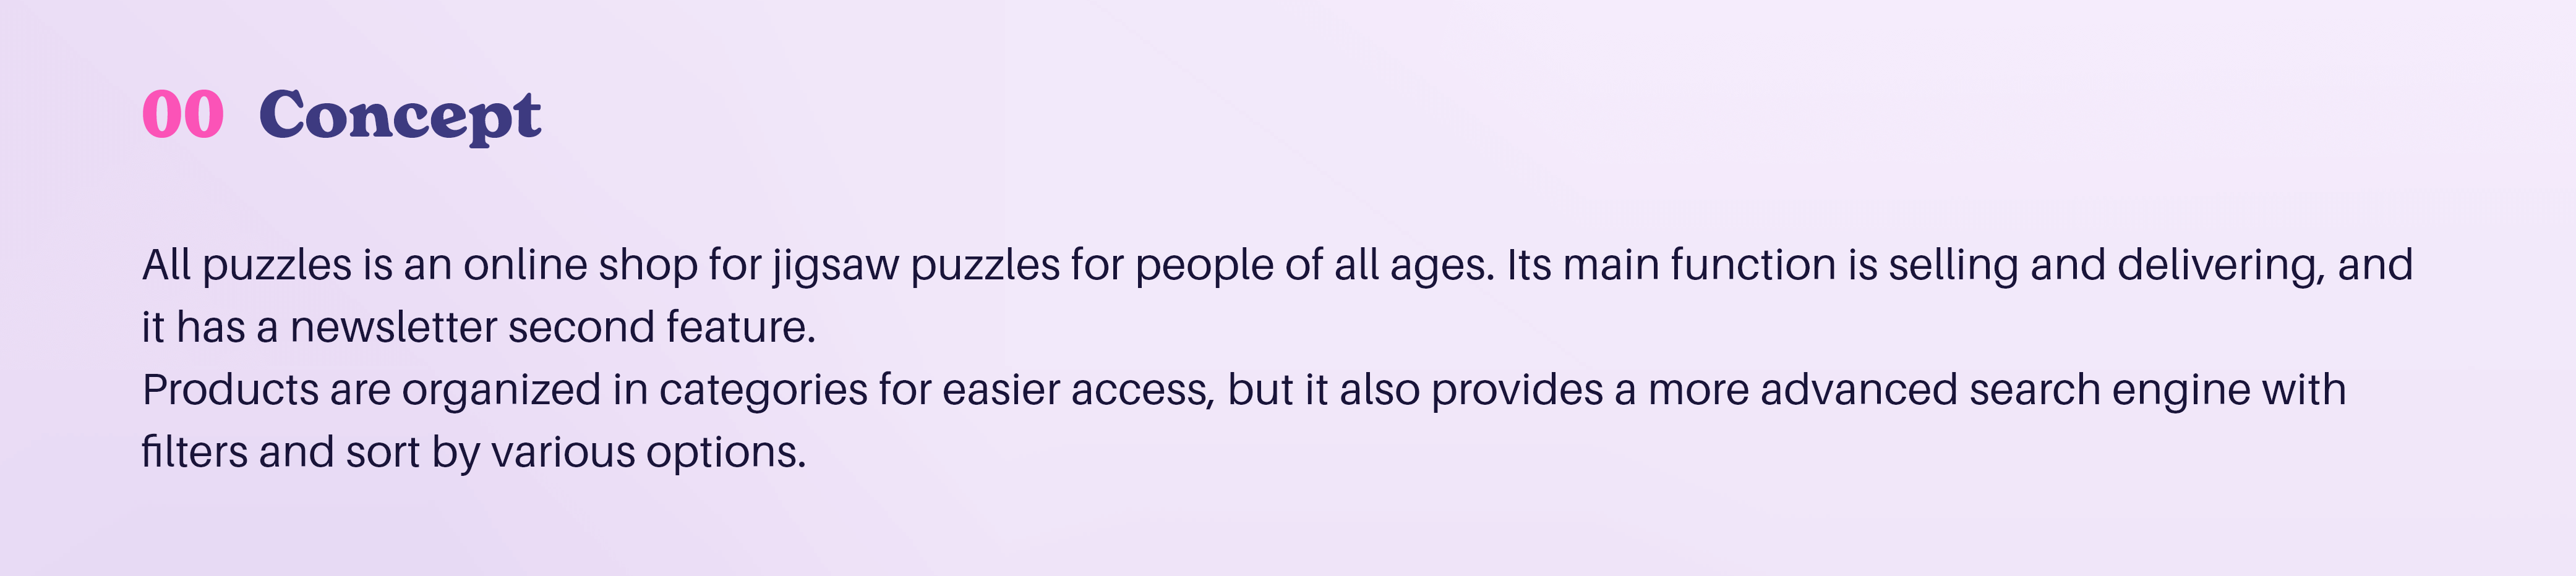 00 Concept
All puzzles is an online shop for jigsaw puzzles for people of all ages. Its main function is selling and delivering, and
it has a newsletter second feature.
Products are organized in categories for easier access, but it also provides a more advanced search engine with
filters and sort by various options.